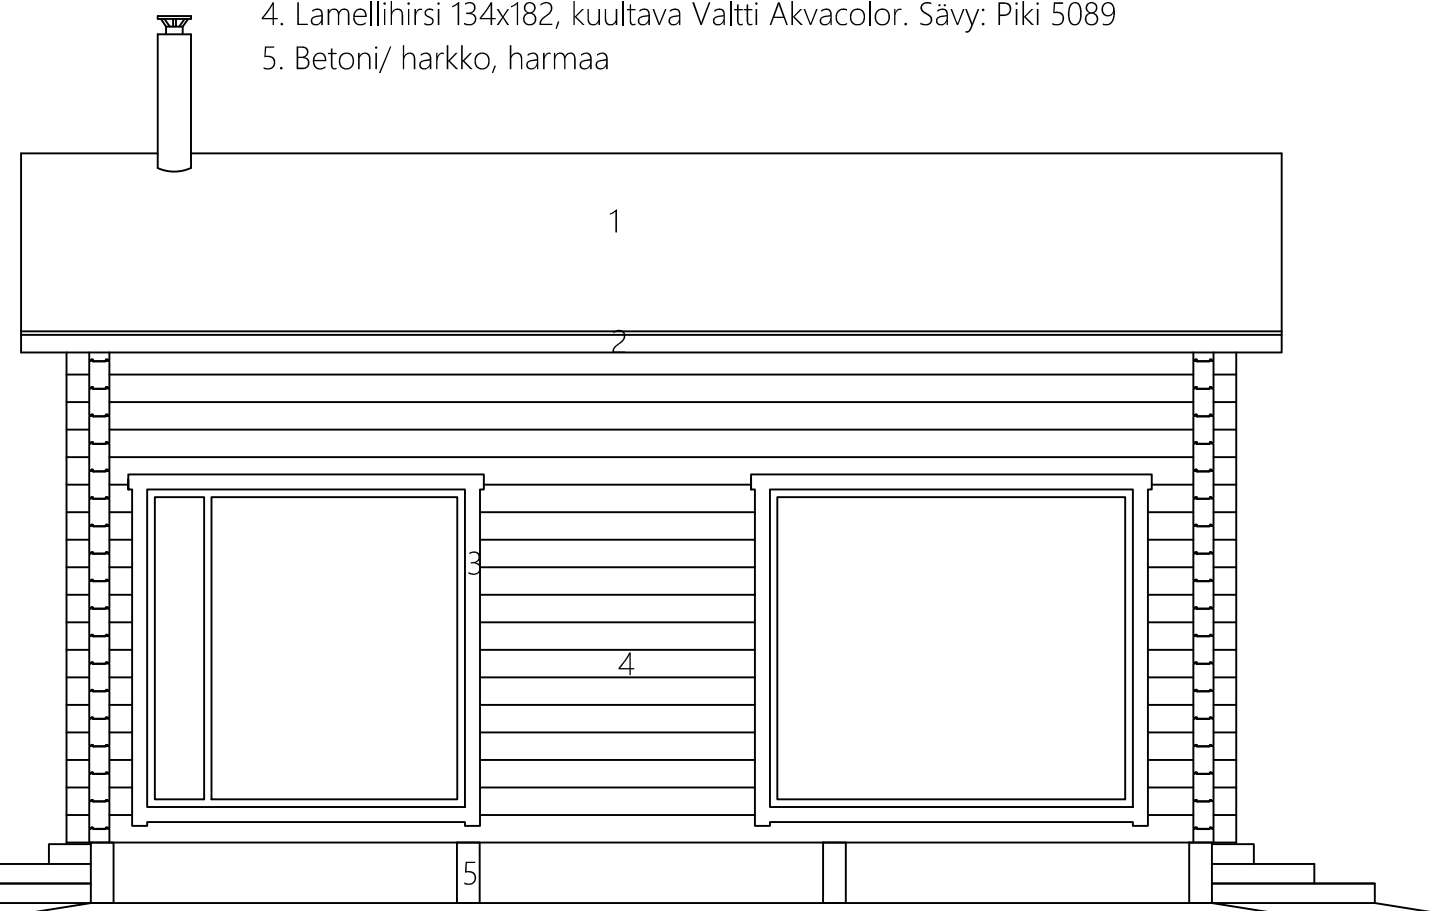 4. Lamellihirsi 134x182, kuultava Valtti Akvacolor. Sävy: Piki 5089
5. Betoni/ harkko, harmaa
1
2
3
4
5